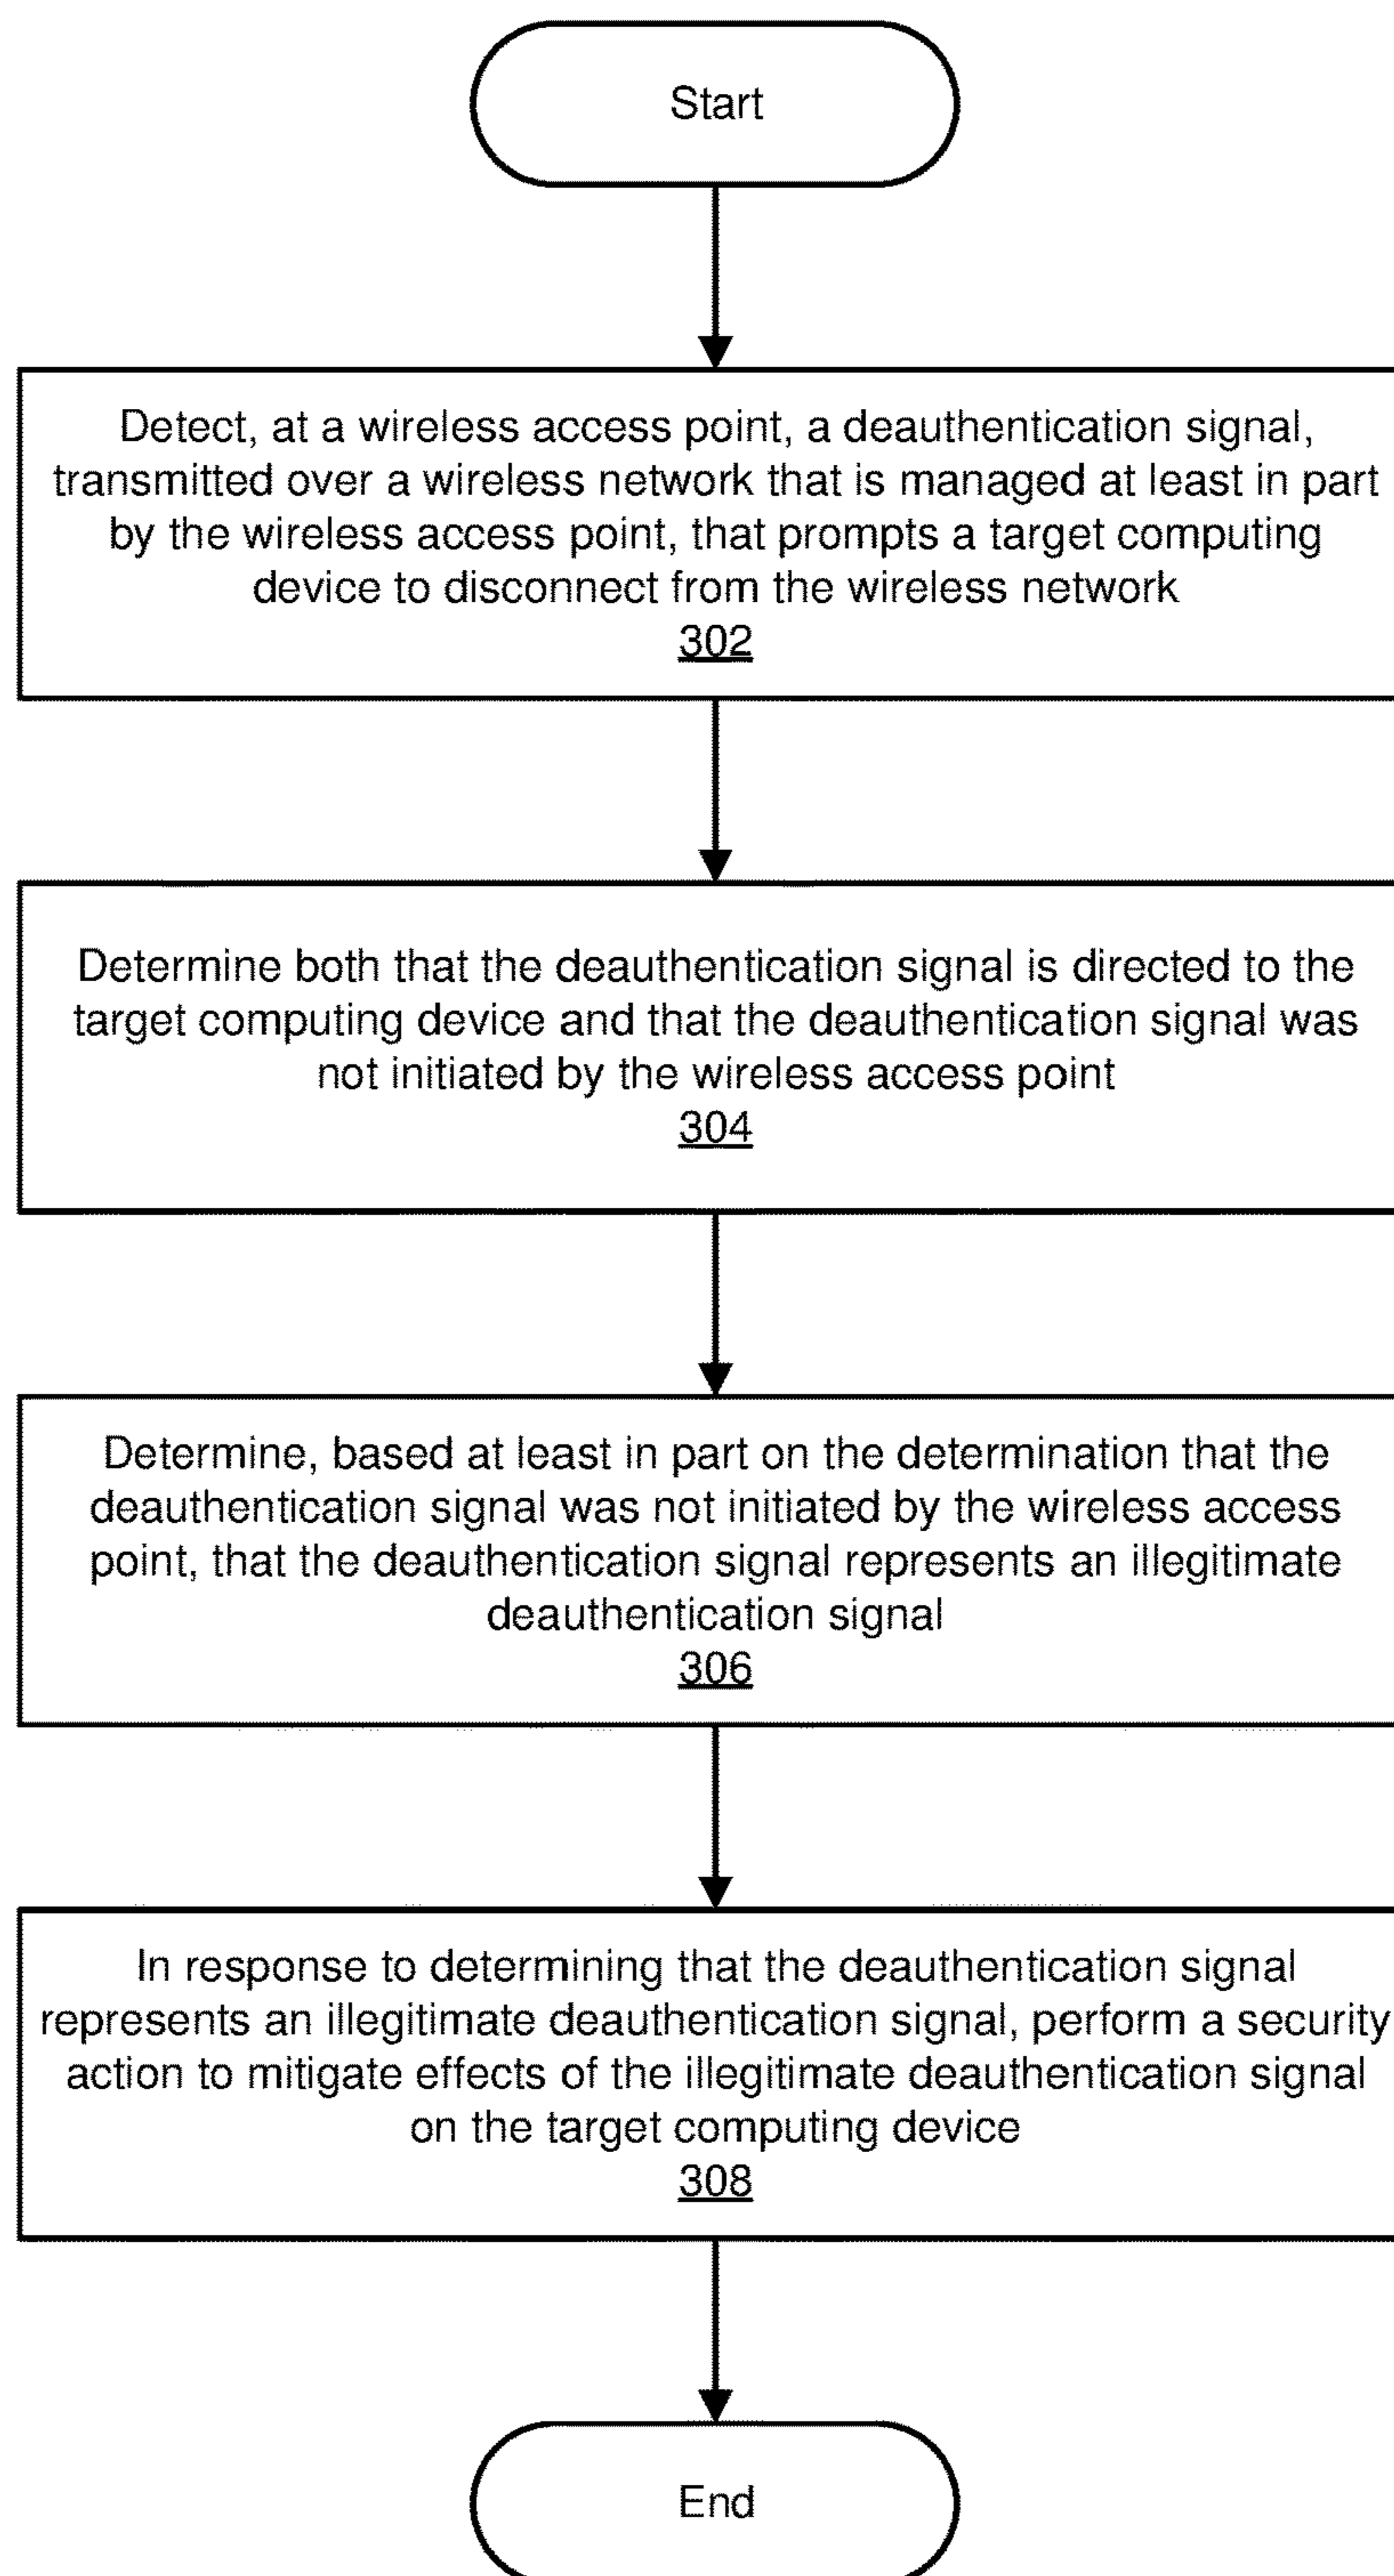 Start
Detect, at a wireless access point, a deauthentication signal,
transmitted over a wireless network that is managed at least in part
by the wireless access point, that prompts a target computing
device to disconnect from the wireless network
302
Determine both that the deauthentication signal is directed to the
target computing device and that the deauthentication signal was
not initiated by the wireless access point
304
Determine, based at least in part on the determination that the
deauthentication signal was not initiated by the wireless access
point, that the deauthentication signal represents an illegitimate
deauthentication signal
306
In response to determining that the deauthentication signal
represents an illegitimate deauthentication signal, perform a security
action to mitigate effects of the illegitimate deauthentication signal
on the target computing device
308
End